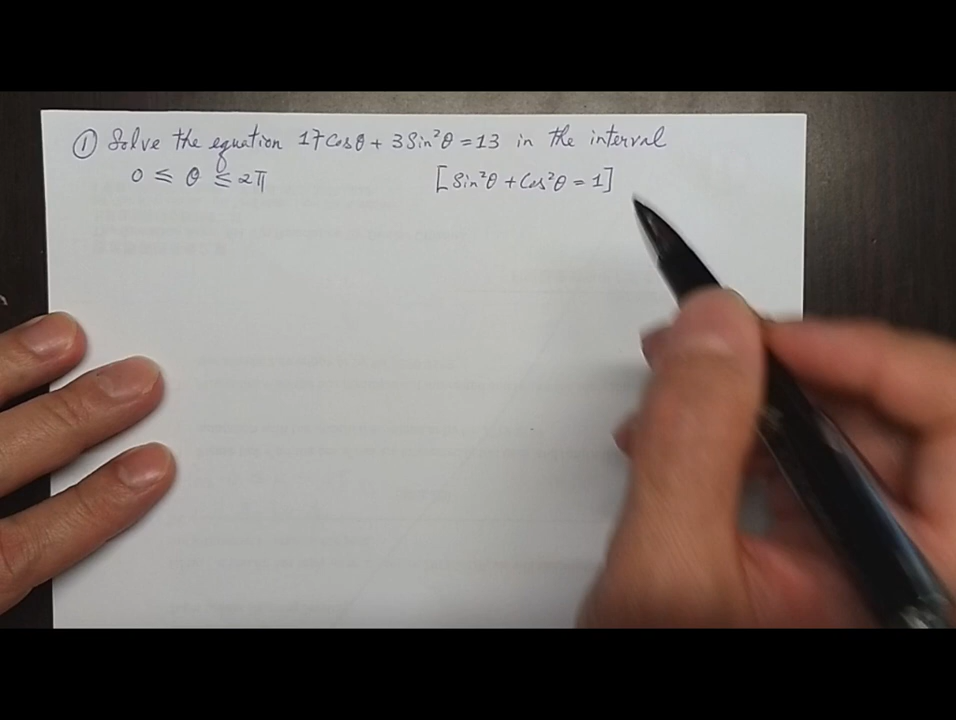 ① Solve the equation 17Cosθ + 3Sin²θ = 13 in the interval
0 ≤ θ ≤ 2π [Sin²θ + Cos²θ = 1]